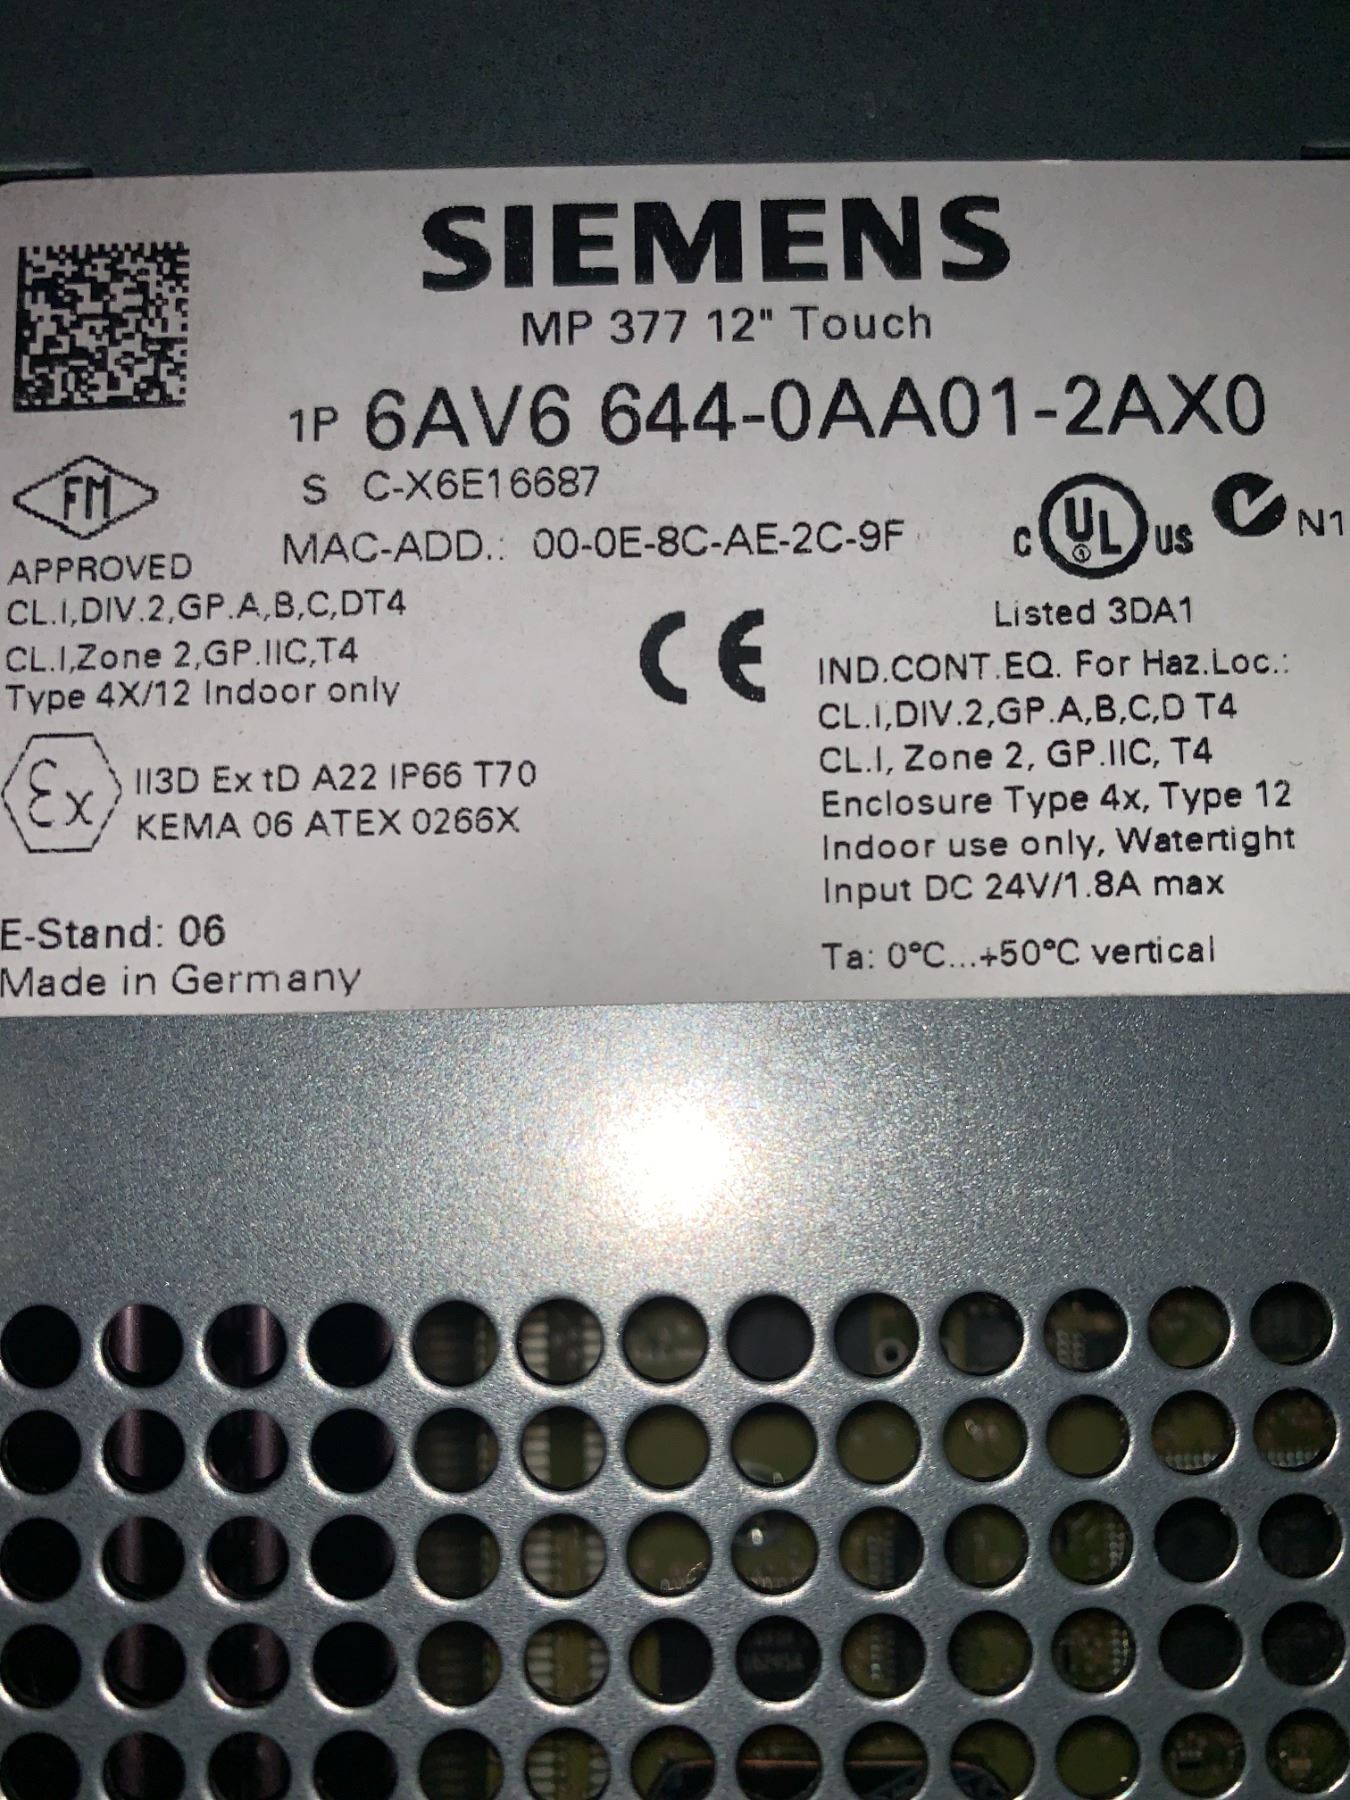 SIEMENS
MP 377 12" Touch
1P 6AV6 644-0AA01-2AX0
S C-X6E16687
MAC-ADD.: 00-0E-8C-AE-2C-9F
FM
APPROVED
CL.I,DIV.2,GP.A,B,C,DT4
CL.I,Zone 2,GP.IIC,T4
Type 4X/12 Indoor only
CE
C UL US
N1
Listed 3DA1
IND.CONT.EQ. For Haz.Loc.:
CL.I,DIV.2,GP.A,B,C,D T4
CL.I, Zone 2, GP.IIC, T4
Enclosure Type 4x, Type 12
Indoor use only, Watertight
Input DC 24V/1.8A max
Ta: 0°C...+50°C vertical
Ex
II3D Ex tD A22 IP66 T70
KEMA 06 ATEX 0266X
E-Stand: 06
Made in Germany